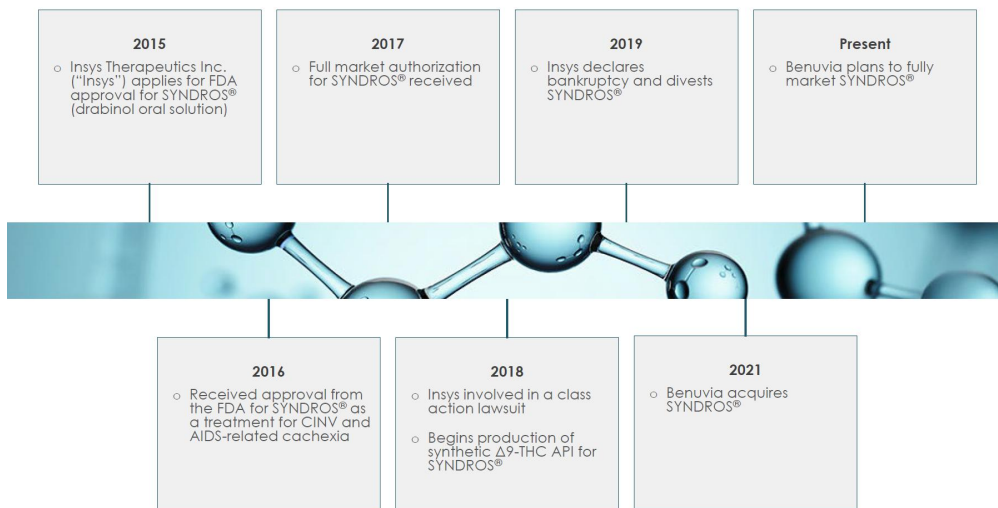 2015
○ Insys Therapeutics Inc.
(“Insys”) applies for FDA
approval for SYNDROS®
(drabinol oral solution)
2017
○ Full market authorization
for SYNDROS® received
2019
○ Insys declares
bankruptcy and divests
SYNDROS®
Present
○ Benuvia plans to fully
market SYNDROS®
2016
○ Received approval from
the FDA for SYNDROS® as
a treatment for CINV and
AIDS-related cachexia
2018
○ Insys involved in a class
action lawsuit
○ Begins production of
synthetic Δ9-THC API for
SYNDROS®
2021
○ Benuvia acquires
SYNDROS®